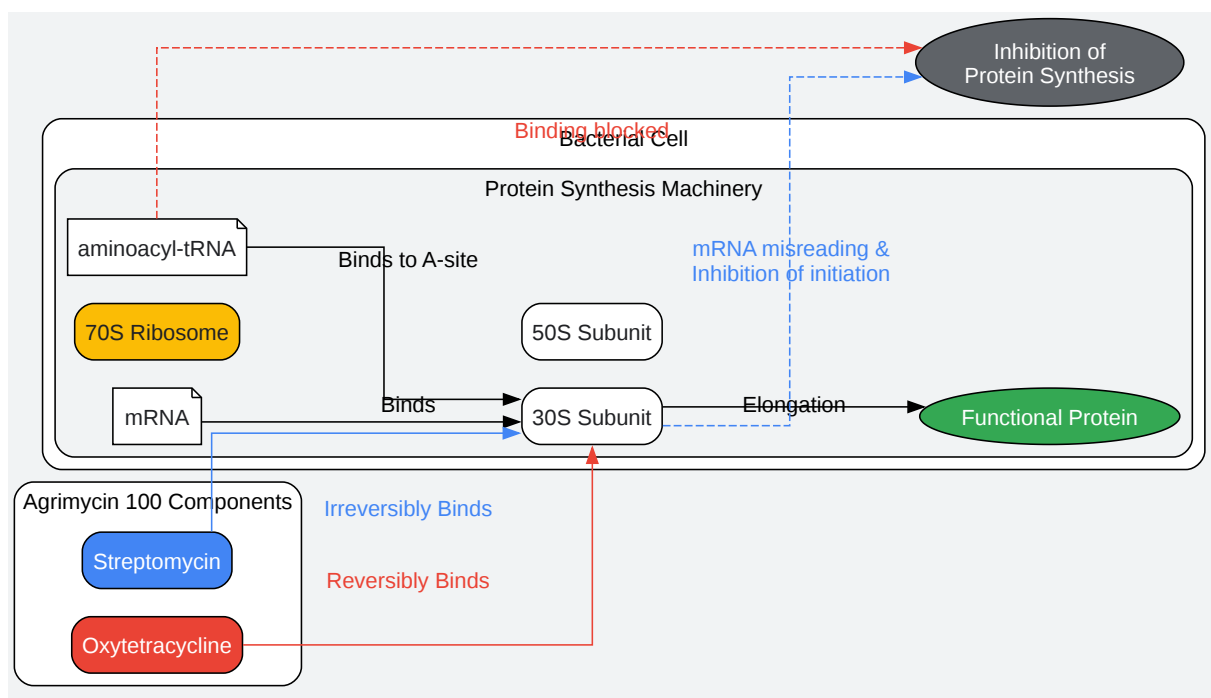 Inhibition of
Protein Synthesis
Binding blocked
Bacterial Cell
Protein Synthesis Machinery
aminoacyl-tRNA
Binds to A-site
mRNA misreading &
Inhibition of initiation
70S Ribosome
50S Subunit
mRNA
Binds
30S Subunit
Elongation
Functional Protein
Agrimycin 100 Components
Irreversibly Binds
Streptomycin
Reversibly Binds
Oxytetracycline